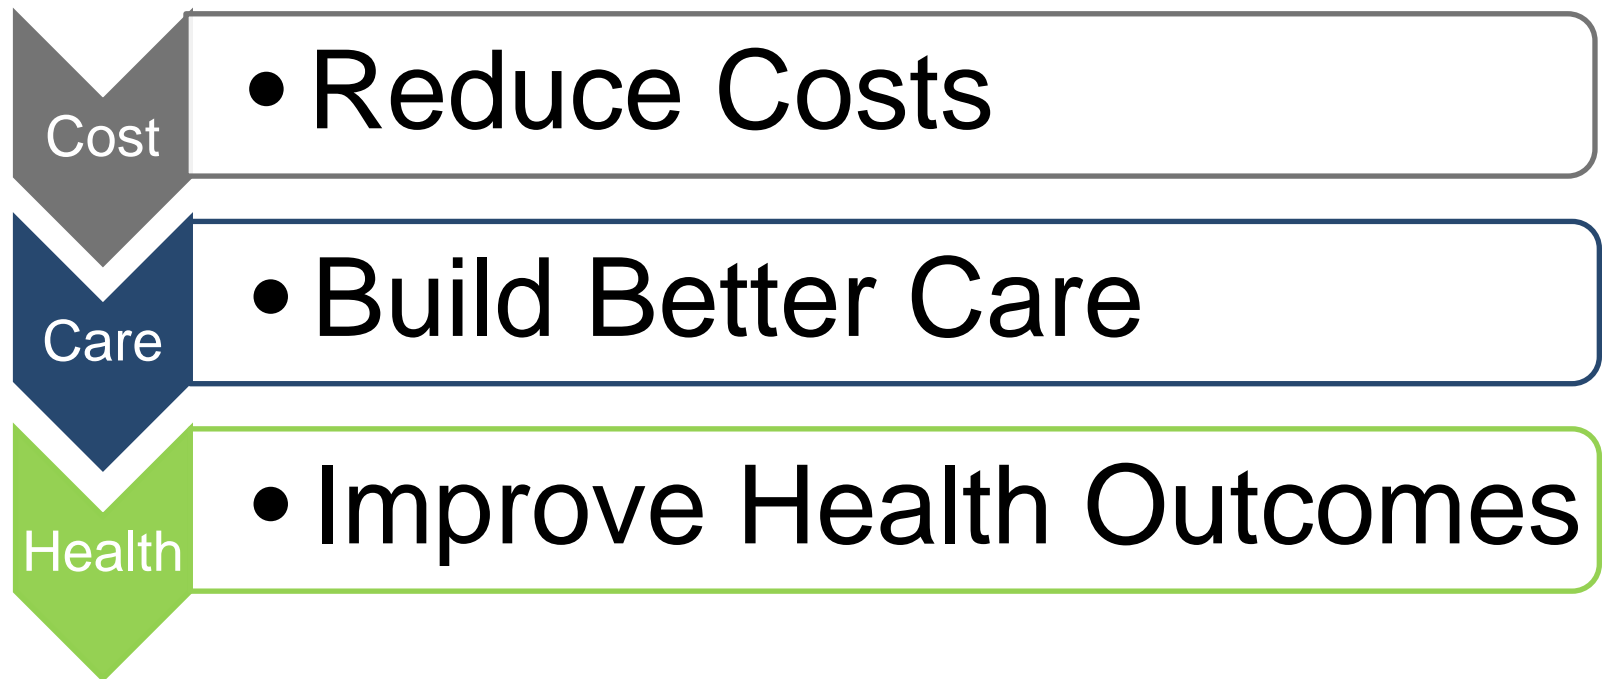 Cost
• Reduce Costs
Care
• Build Better Care
Health
• Improve Health Outcomes